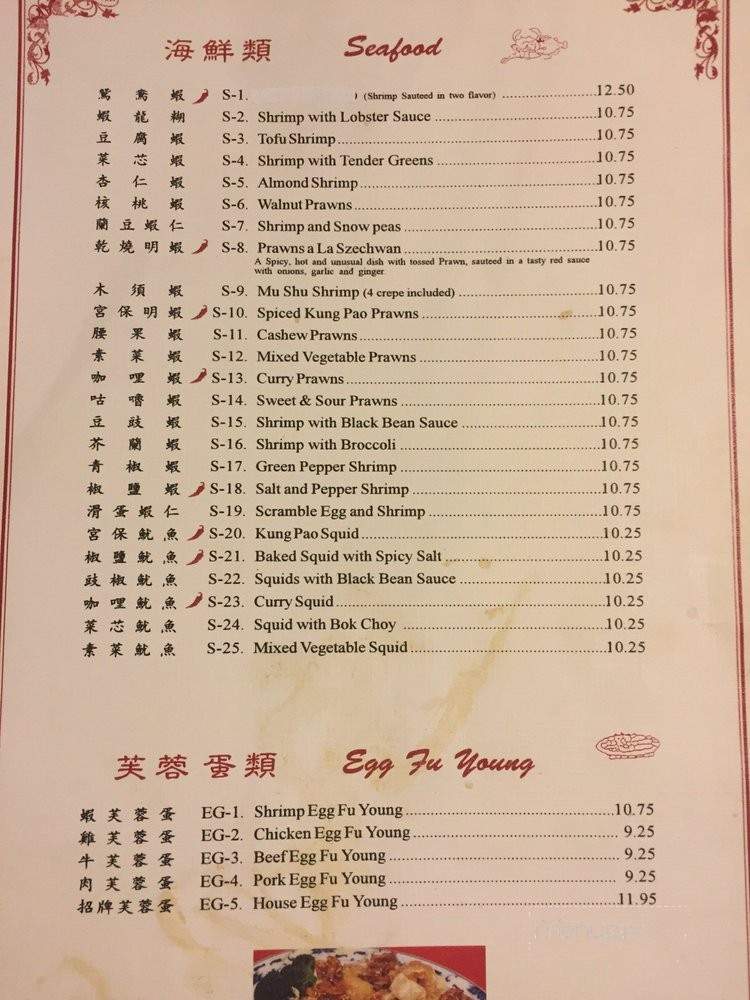 海鮮類 Seafood
鴛鴦蝦 S-1. ) (Shrimp Sauteed in two flavor) 12.50
蝦龍糊 S-2. Shrimp with Lobster Sauce 10.75
豆腐蝦 S-3. Tofu Shrimp 10.75
菜芯蝦 S-4. Shrimp with Tender Greens 10.75
杏仁蝦 S-5. Almond Shrimp 10.75
核桃蝦 S-6. Walnut Prawns 10.75
蘭豆蝦仁 S-7. Shrimp and Snow peas 10.75
乾燒明蝦 S-8. Prawns a La Szechwan 10.75
A Spicy, hot and unusual dish with tossed Prawn, sauteed in a tasty red sauce
with onions, garlic and ginger
木須蝦 S-9. Mu Shu Shrimp (4 crepe included) 10.75
宮保明蝦 S-10. Spiced Kung Pao Prawns 10.75
腰果蝦 S-11. Cashew Prawns 10.75
素菜蝦 S-12. Mixed Vegetable Prawns 10.75
咖哩蝦 S-13. Curry Prawns 10.75
咕嚕蝦 S-14. Sweet & Sour Prawns 10.75
豆豉蝦 S-15. Shrimp with Black Bean Sauce 10.75
芥蘭蝦 S-16. Shrimp with Broccoli 10.75
青椒蝦 S-17. Green Pepper Shrimp 10.75
椒鹽蝦 S-18. Salt and Pepper Shrimp 10.75
滑蛋蝦仁 S-19. Scramble Egg and Shrimp 10.75
宮保魷魚 S-20. Kung Pao Squid 10.25
椒鹽魷魚 S-21. Baked Squid with Spicy Salt 10.25
豉椒魷魚 S-22. Squids with Black Bean Sauce 10.25
咖哩魷魚 S-23. Curry Squid 10.25
菜芯魷魚 S-24. Squid with Bok Choy 10.25
素菜魷魚 S-25. Mixed Vegetable Squid 10.25
芙蓉蛋類 Egg Fu Young
蝦芙蓉蛋 EG-1. Shrimp Egg Fu Young 10.75
雞芙蓉蛋 EG-2. Chicken Egg Fu Young 9.25
牛芙蓉蛋 EG-3. Beef Egg Fu Young 9.25
肉芙蓉蛋 EG-4. Pork Egg Fu Young 9.25
招牌芙蓉蛋 EG-5. House Egg Fu Young 11.95